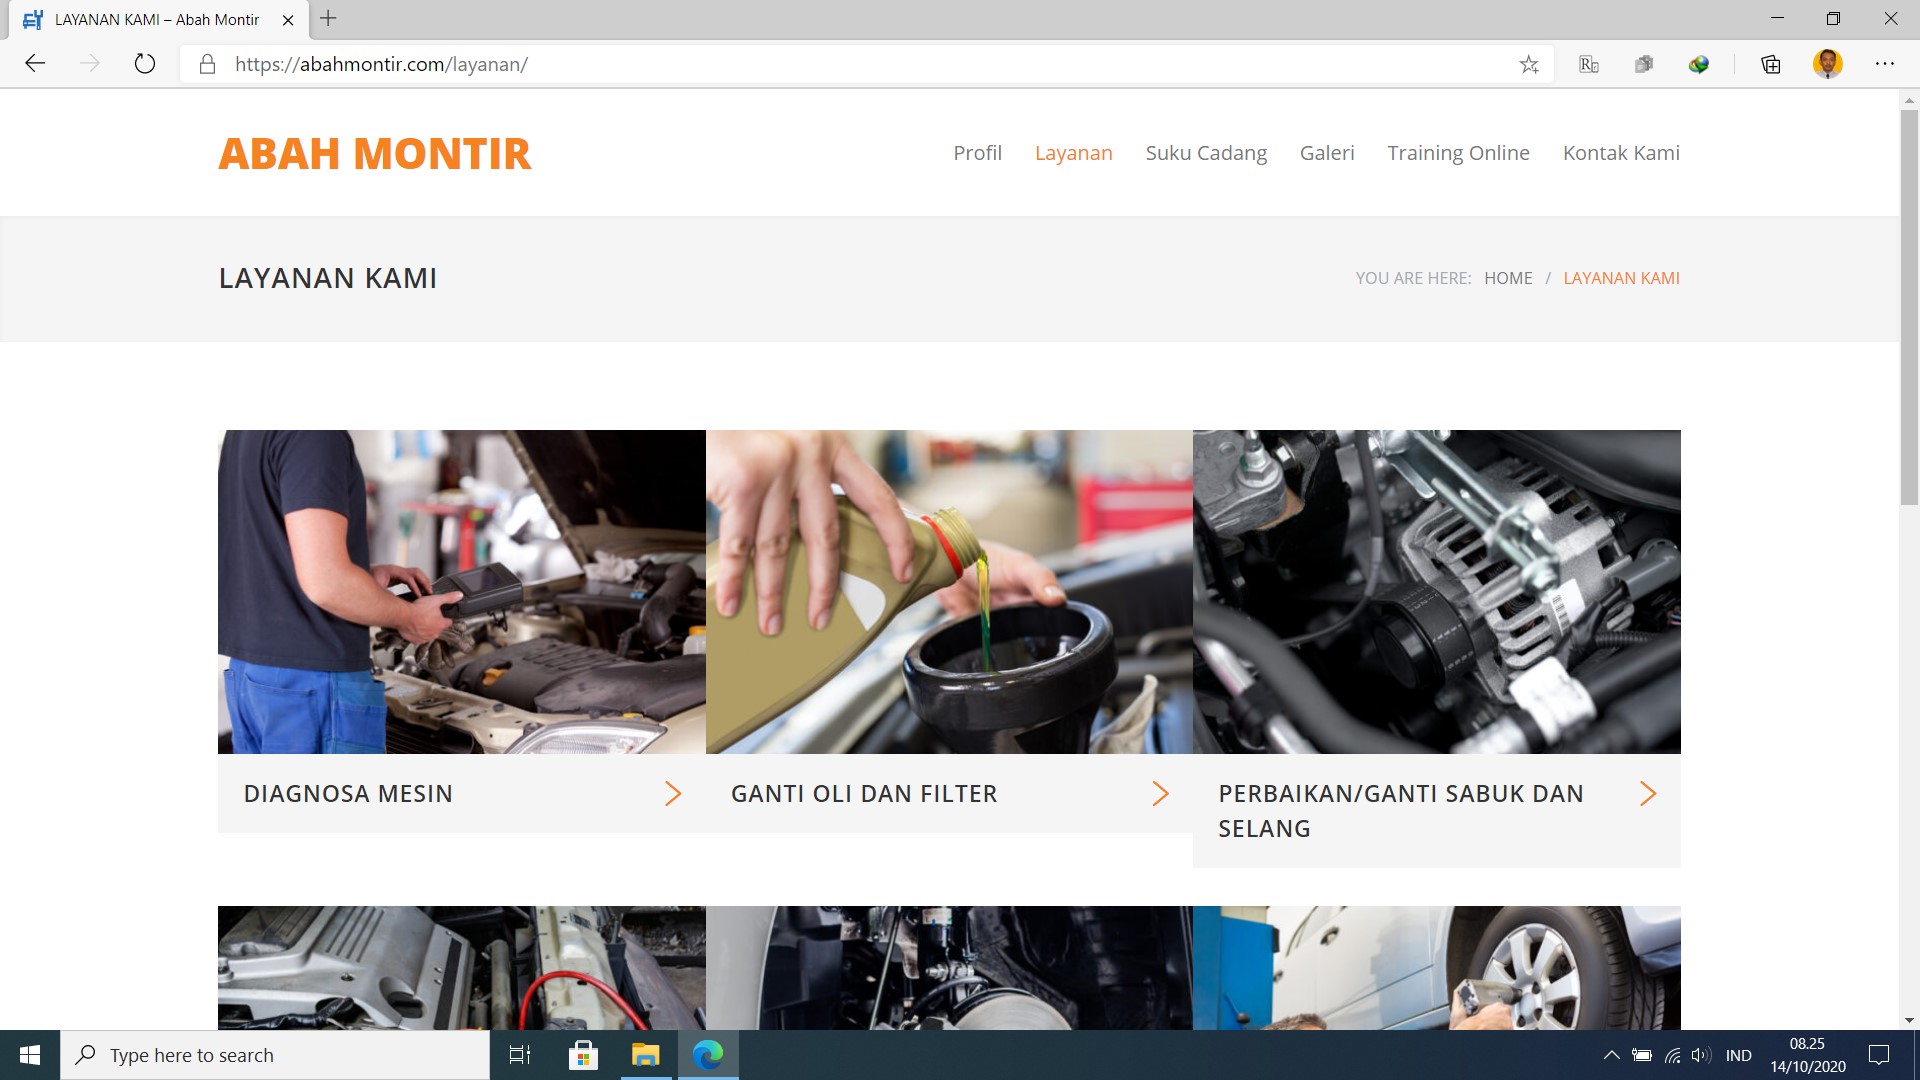 LAYANAN KAMI – Abah Montir
https://abahmontir.com/layanan/
ABAH MONTIR
Profil
Layanan
Suku Cadang
Galeri
Training Online
Kontak Kami
LAYANAN KAMI
YOU ARE HERE: HOME / LAYANAN KAMI
DIAGNOSA MESIN
GANTI OLI DAN FILTER
PERBAIKAN/GANTI SABUK DAN
SELANG
Type here to search
IND
08.25
14/10/2020